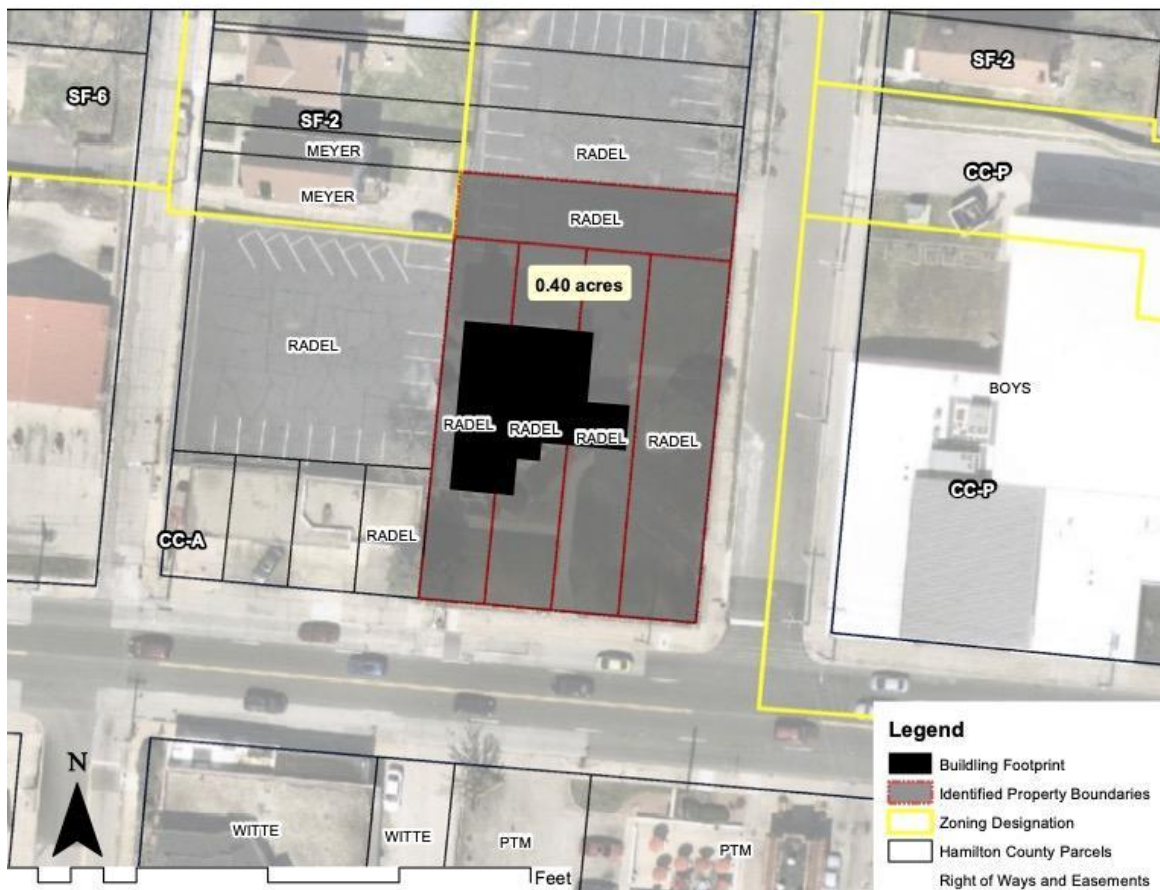 SF-2
SF-6
SF-2
MEYER
RADEL
CC-P
MEYER
RADEL
0.40 acres
RADEL
BOYS
RADEL
RADEL
RADEL
RADEL
CC-P
RADEL
CC-A
Legend
Buildling Footprint
Identified Property Boundaries
Zoning Designation
Hamilton County Parcels
Right of Ways and Easements
N
WITTE
WITTE
PTM
PTM
Feet